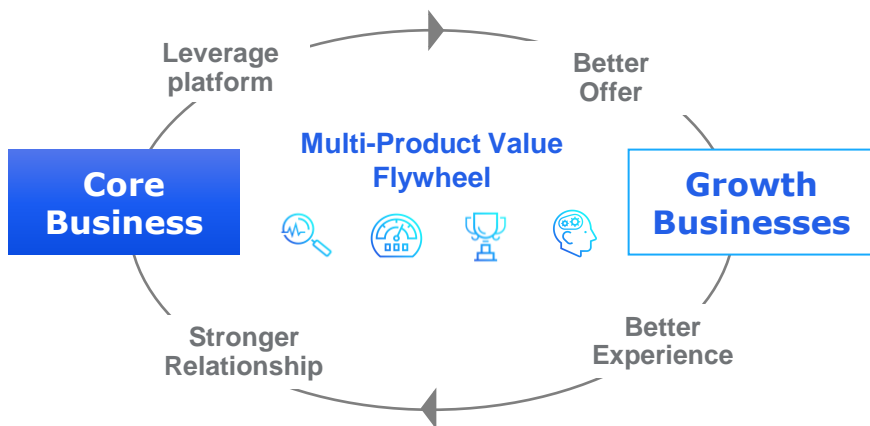 Leverage
platform
Better
Offer
Multi-Product Value
Flywheel
Core
Business
Growth
Businesses
Stronger
Relationship
Better
Experience